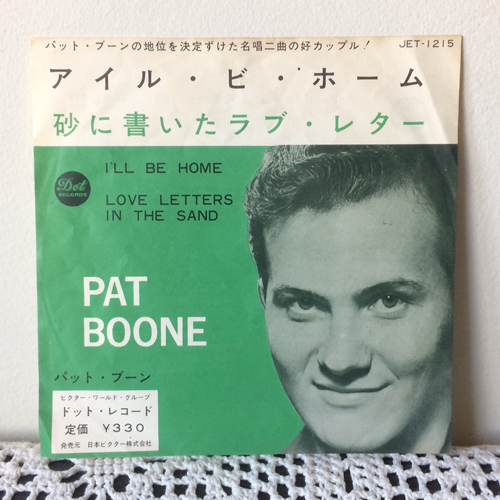 パット・ブーンの地位を決定ずけた名唱二曲の好カップル!
JET-1215
アイル・ビ・ホーム
砂に書いたラブ・レター
I'LL BE HOME
Dot
RECORDS
LOVE LETTERS
IN THE SAND
PAT
BOONE
パット・ブーン
ビクター・ワールド・グループ
ドット・レコード
定価 ¥330
発売元 日本ビクター株式会社